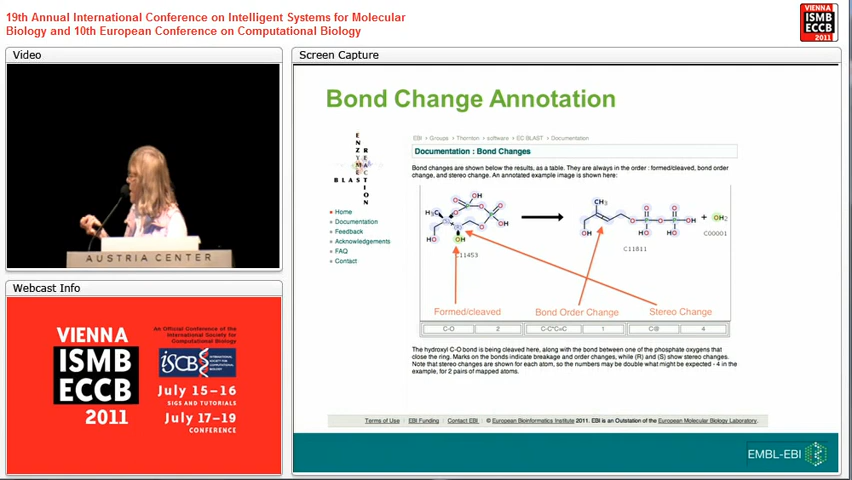 19th Annual International Conference on Intelligent Systems for Molecular
Biology and 10th European Conference on Computational Biology
VIENNA
ISMB
ECCB
2011
Video
AUSTRIA CENTER
Webcast Info
VIENNA
ISMB
ECCB
2011
An Official Conference of the
International Society for
Computational Biology
ISCB
INTERNATIONAL
SOCIETY FOR
COMPUTATIONAL
BIOLOGY
July 15–16
SIGS AND TUTORIALS
July 17–19
CONFERENCE
Screen Capture
Bond Change Annotation
ENZYME
REACTION
BLAST
Home
Documentation
Feedback
Acknowledgements
FAQ
Contact
EBI > Groups > Thornton > software > EC BLAST > Documentation
Documentation : Bond Changes
Bond changes are shown below the results, as a table. They are always in the order : formed/cleaved, bond order
change, and stereo change. An annotated example image is shown here:
H₃C
HO
OH
OH
O
P
O
P
O
OH
C11453
CH₃
OH
O
P
O
P
O
OH
HO
HO
C11811
+
OH₂
C00001
Formed/cleaved
Bond Order Change
Stereo Change
C-O 2 C-C*C=C 1 C@ 4
The hydroxyl C-O bond is being cleaved here, along with the bond between one of the phosphate oxygens that
close the ring. Marks on the bonds indicate breakage and order changes, while (R) and (S) show stereo changes.
Note that stereo changes are shown for each atom, so the numbers may be double what might be expected - 4 in the
example, for 2 pairs of mapped atoms.
Terms of Use | EBI Funding | Contact EBI | © European Bioinformatics Institute 2011. EBI is an Outstation of the European Molecular Biology Laboratory.
EMBL-EBI